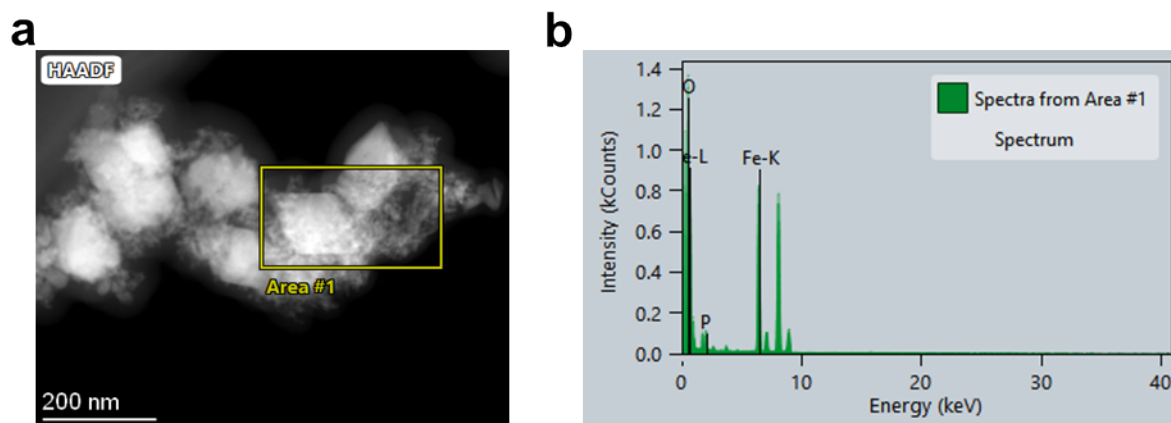 a
HAADF
Area #1
200 nm
b
Intensity (kCounts)
1.4
1.2
1.0
0.8
0.6
0.4
0.2
0.0
O
e-L
P
Fe-K
Spectra from Area #1
Spectrum
0
10
20
30
40
Energy (keV)